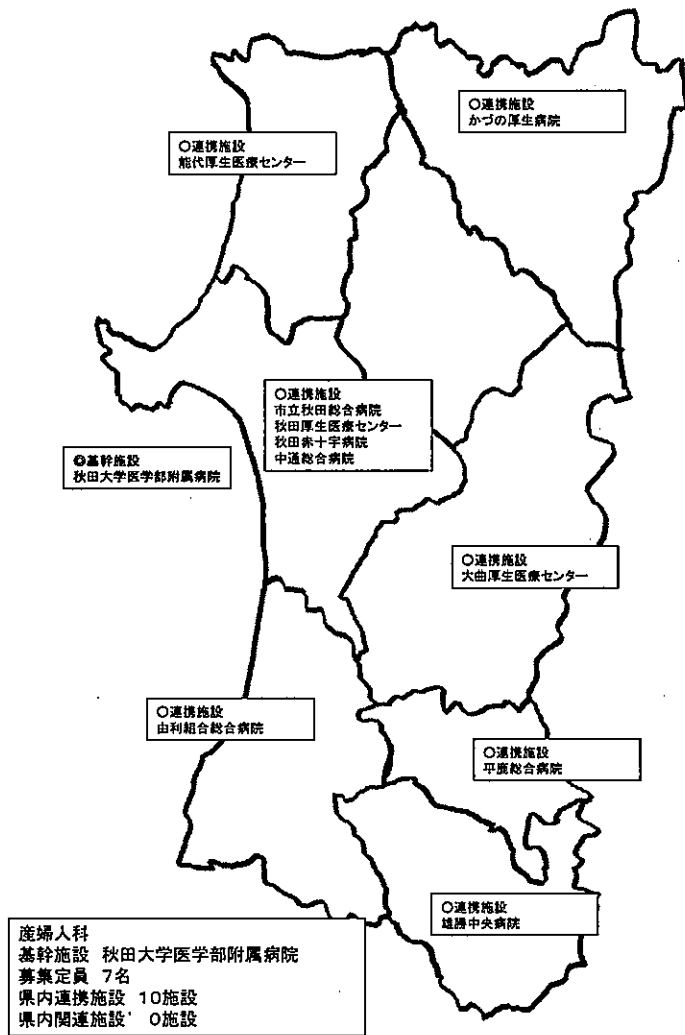 ○連携施設
かづの厚生病院
○連携施設
能代厚生医療センター
○連携施設
市立秋田総合病院
秋田厚生医療センター
秋田赤十字病院
中通総合病院
◎基幹施設
秋田大学医学部附属病院
○連携施設
大曲厚生医療センター
○連携施設
由利組合総合病院
○連携施設
平鹿総合病院
○連携施設
雄勝中央病院
産婦人科
基幹施設 秋田大学医学部附属病院
募集定員 7名
県内連携施設 10施設
県内関連施設 0施設